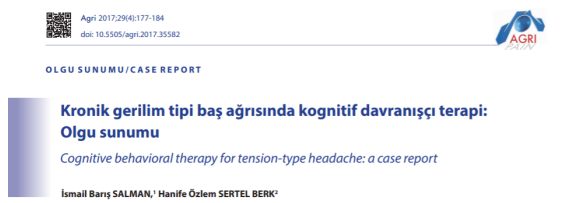 Agri 2017;29(4):177-184
doi: 10.5505/agri.2017.35582
AGRI
PAIN
OLGU SUNUMU/CASE REPORT
Kronik gerilim tipi baş ağrısında kognitif davranışçı terapi:
Olgu sunumu
Cognitive behavioral therapy for tension-type headache: a case report
İsmail Barış SALMAN,¹ Hanife Özlem SERTEL BERK²